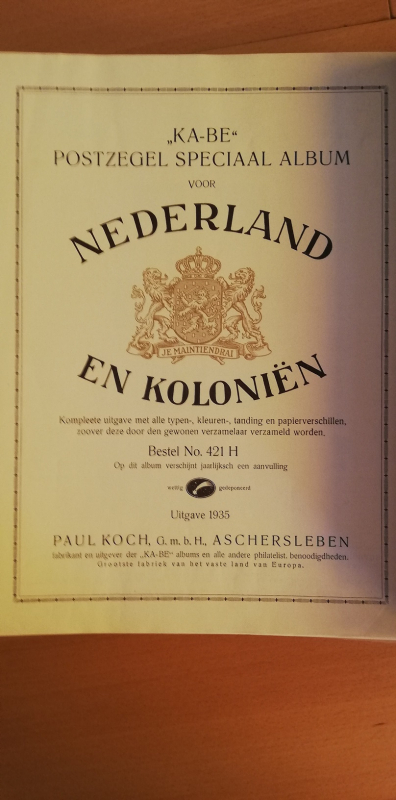 „KA-BE“
POSTZEGEL SPECIAAL ALBUM
VOOR
NEDERLAND
JE MAINTIENDRAI
EN KOLONIËN
Kompleete uitgave met alle typen-, kleuren-, tanding en papierverschillen,
zoover deze door den gewonen verzamelaar verzameld worden.
Bestel No. 421 H
Op dit album verschijnt jaarlijksch een aanvulling
wettig gedeponeerd
Uitgave 1935
PAUL KOCH, G. m. b. H., ASCHERSLEBEN
fabrikant en uitgever der „KA-BE“ albums en alle andere philatelist. benoodigdheden.
Grootste fabriek van het vaste land van Europa.